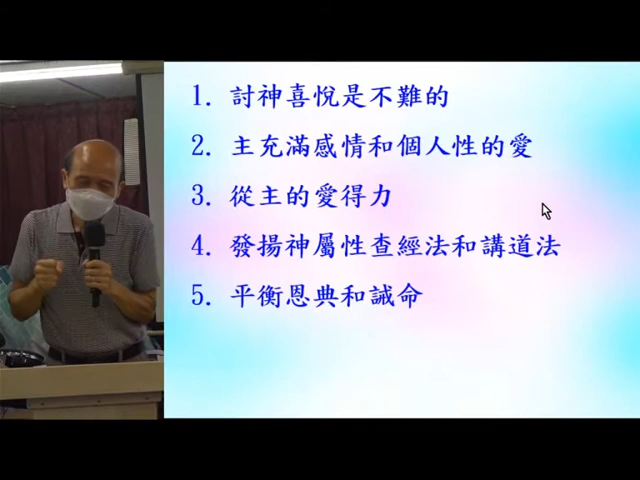 1. 討神喜悅是不難的
2. 主充滿感情和個人性的愛
3. 從主的愛得力
4. 發揚神屬性查經法和講道法
5. 平衡恩典和誡命